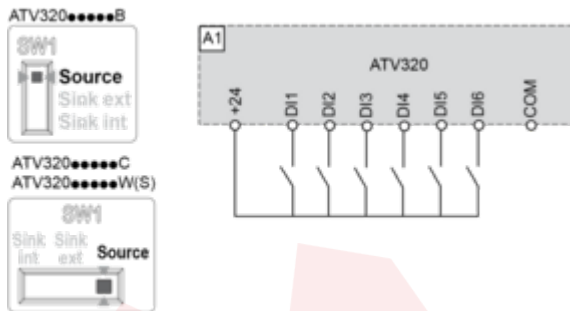 ATV320●●●●●B
SW1
Source
Sink ext
Sink int
ATV320●●●●●C
ATV320●●●●●W(S)
SW1
Sink int
Sink ext
Source
A1
ATV320
+24
DI1
DI2
DI3
DI4
DI5
DI6
COM